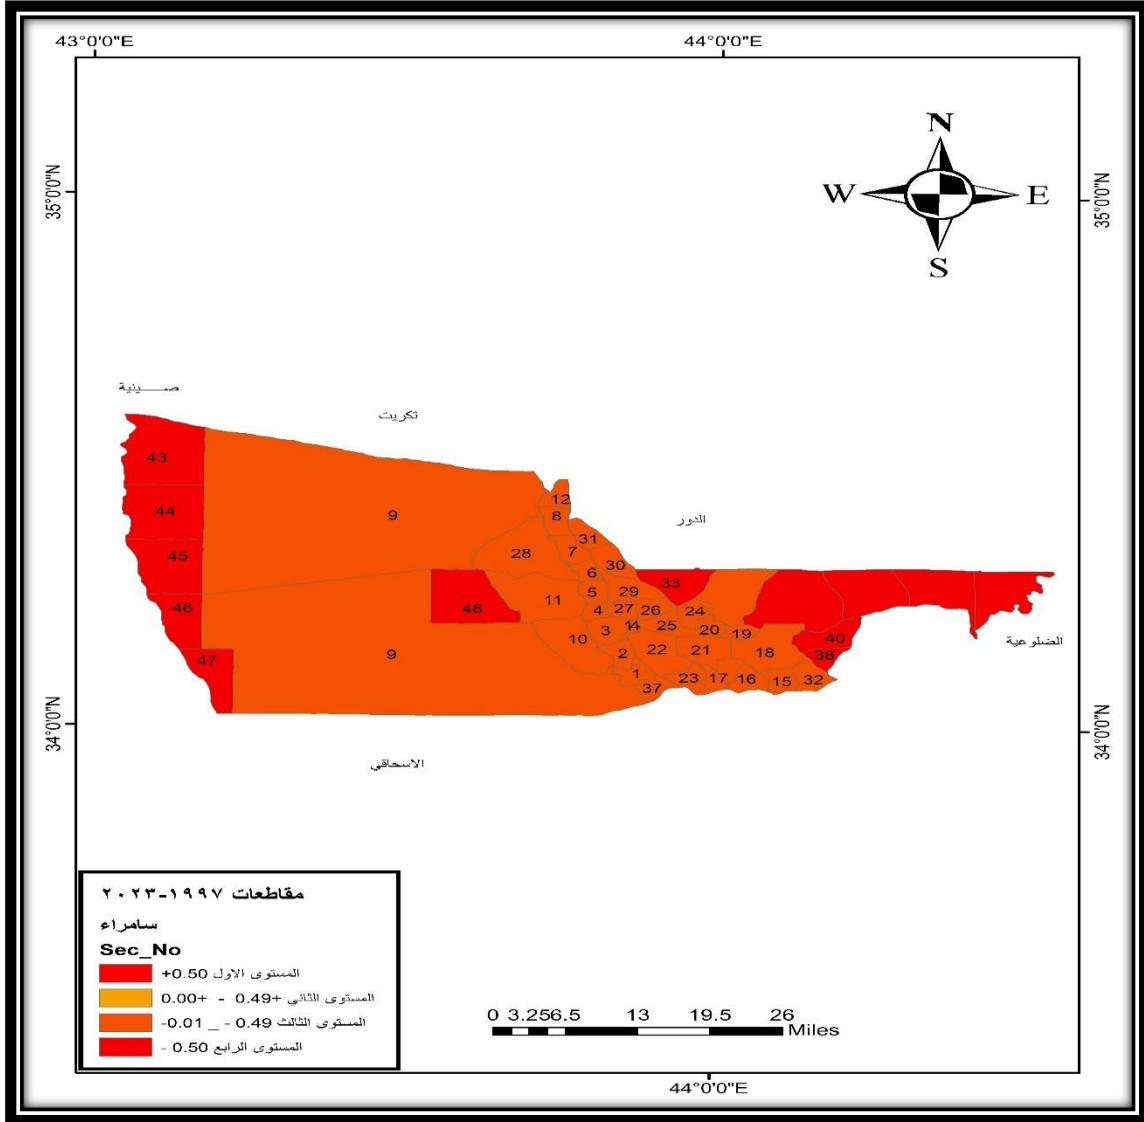 43°0'0"E 44°0'0"E
N
W E
S
35°0'0"N 35°0'0"N
صـــــينية
تكريت
43
12
44 9 8
الدور
31
45 28 7
30
6
33
5 29
46 48 11 4 27 26 24
14 25
3 20 19 40
10
الضلوعية
9 2 22 21 18 38
47
1 23 17 16 15 32
37
34°0'0"N 34°0'0"N
الاسحاقي
مقاطعات ١٩٩٧-٢٠٢٣
سامراء
Sec_No
المستوى الاول 0.50+
المستوى الثاني +0.49 - +0.00
المستوى الثالث 0.49 - _ 0.01-
المستوى الرابع 0.50 -
0 3.25 6.5 13 19.5 26
Miles
44°0'0"E